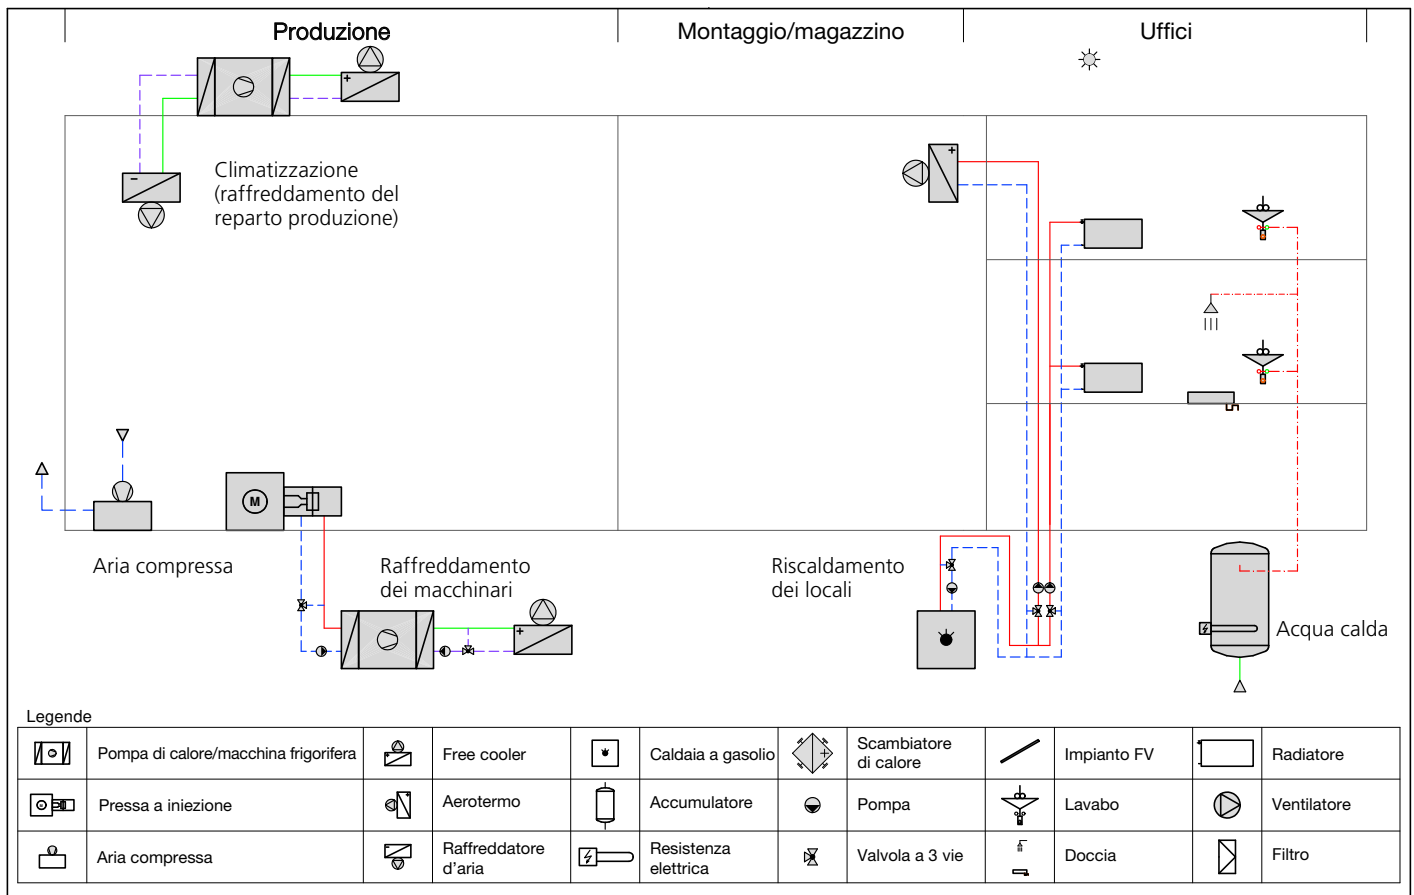 Produzione
Montaggio/magazzino
Uffici
Climatizzazione
(raffreddamento del
reparto produzione)
M
Aria compressa
Raffreddamento
dei macchinari
Riscaldamento
dei locali
Acqua calda
Legende
Pompa di calore/macchina frigorifera
Free cooler
Caldaia a gasolio
Scambiatore
di calore
Impianto FV
Radiatore
Pressa a iniezione
Aerotermo
Accumulatore
Pompa
Lavabo
Ventilatore
Aria compressa
Raffreddatore
d'aria
Resistenza
elettrica
Valvola a 3 vie
Doccia
Filtro